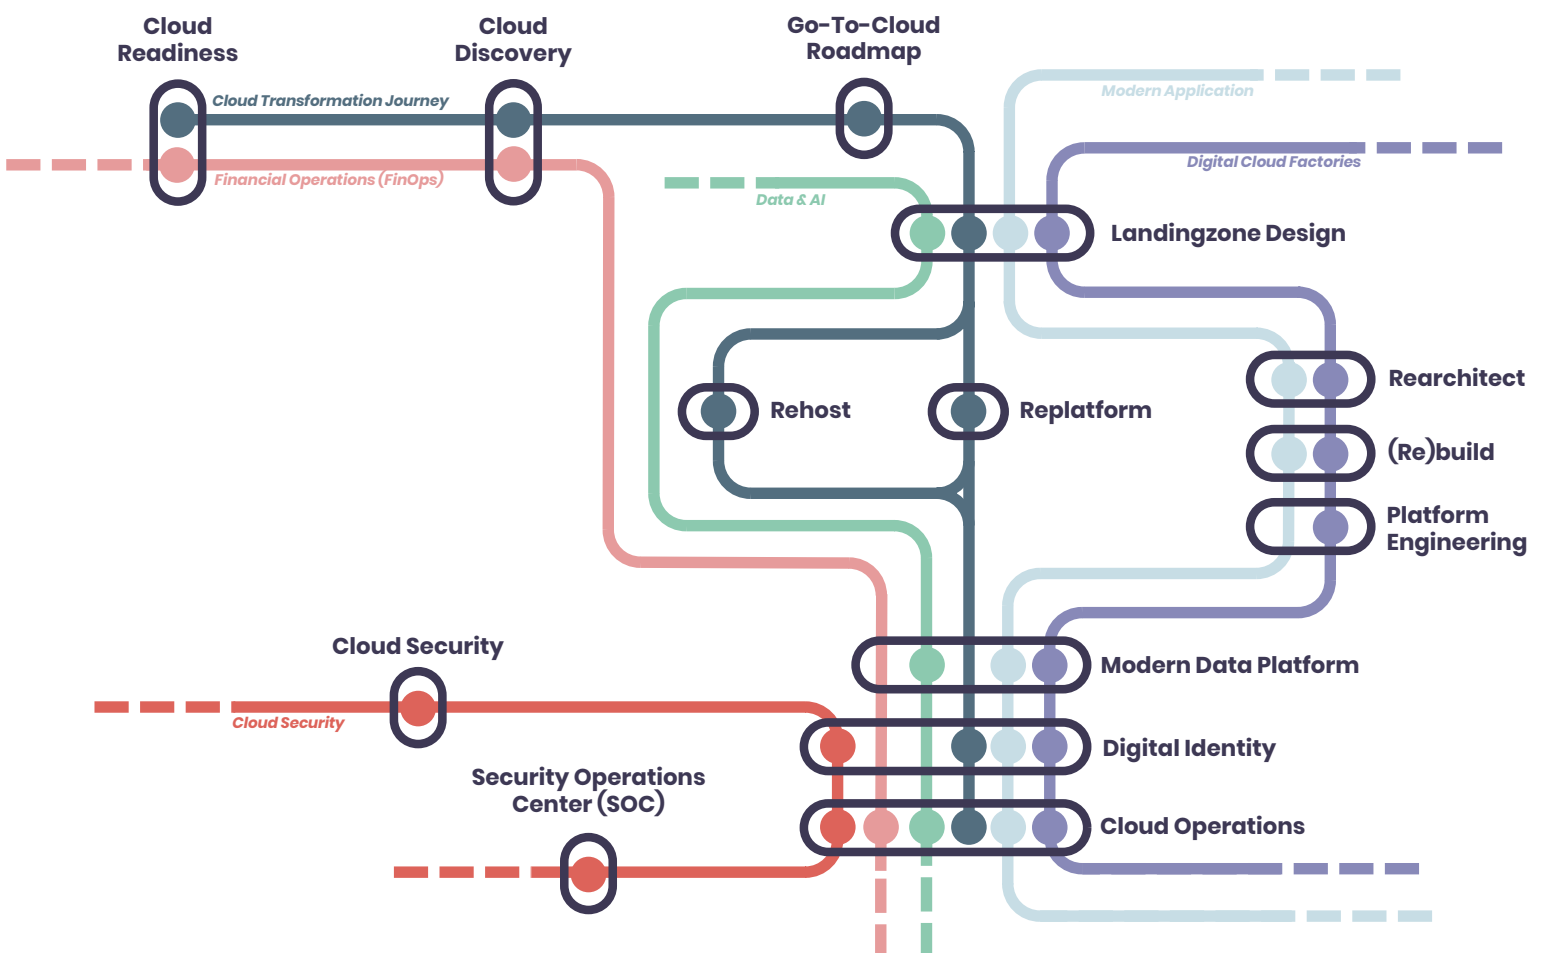 Cloud
Readiness
Cloud
Discovery
Go-To-Cloud
Roadmap
Cloud Transformation Journey
Modern Application
Digital Cloud Factories
Financial Operations (FinOps)
Data & AI
Landingzone Design
Rearchitect
Rehost
Replatform
(Re)build
Platform
Engineering
Cloud Security
Modern Data Platform
Cloud Security
Digital Identity
Security Operations
Center (SOC)
Cloud Operations